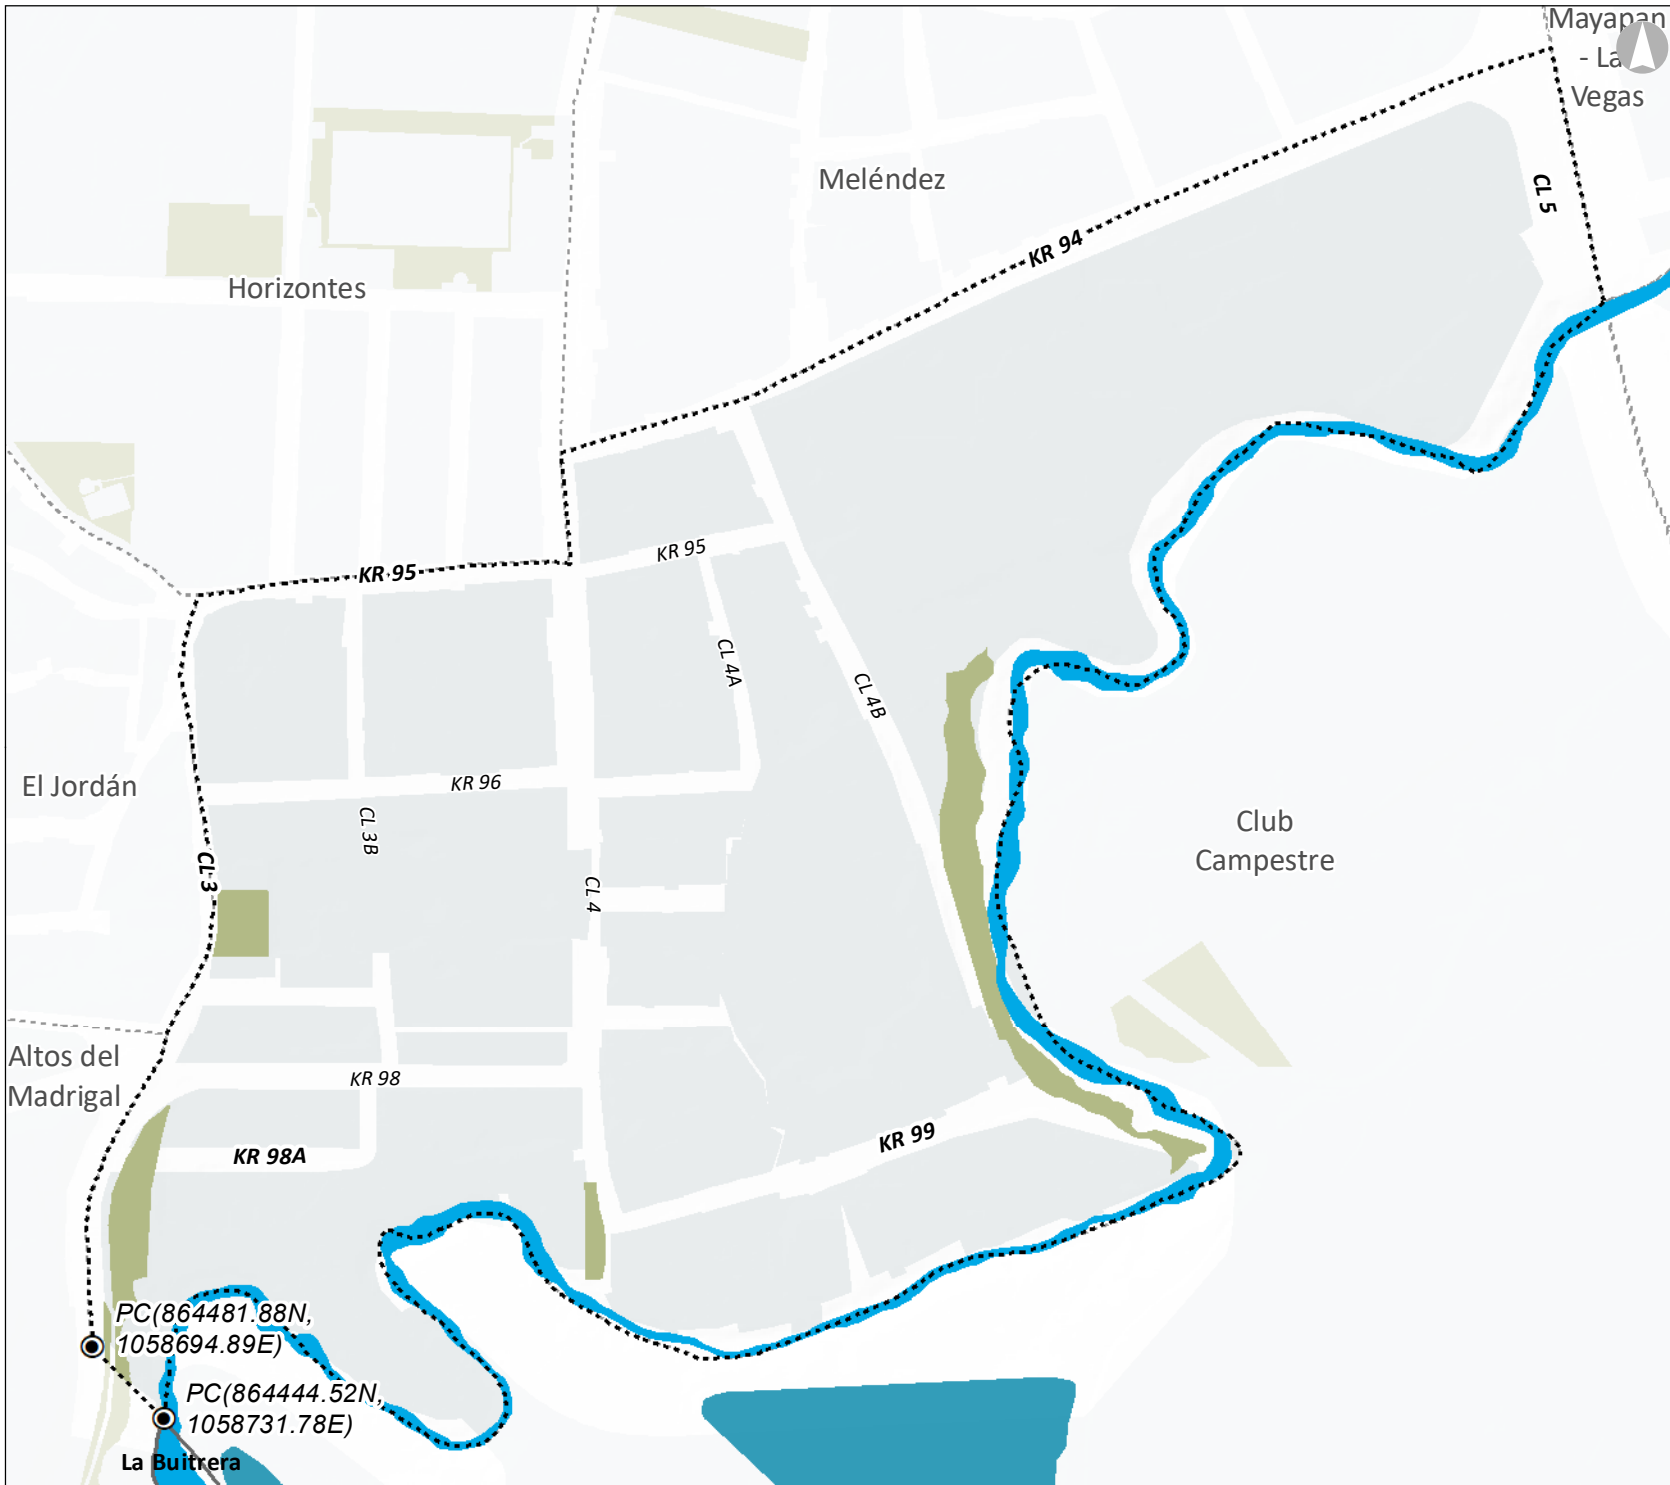 Mayapan
- La
Vegas
Meléndez
CL 5
KR 94
Horizontes
KR 95
KR 95
CL 4A
CL 4B
El Jordán
KR 96
CL 3B
Club
Campestre
CL 3
CL 4
Altos del
Madrigal
KR 98
KR 99
KR 98A
PC(864481.88N,
1058694.89E)
PC(864444.52N,
1058731.78E)
La Buitrera